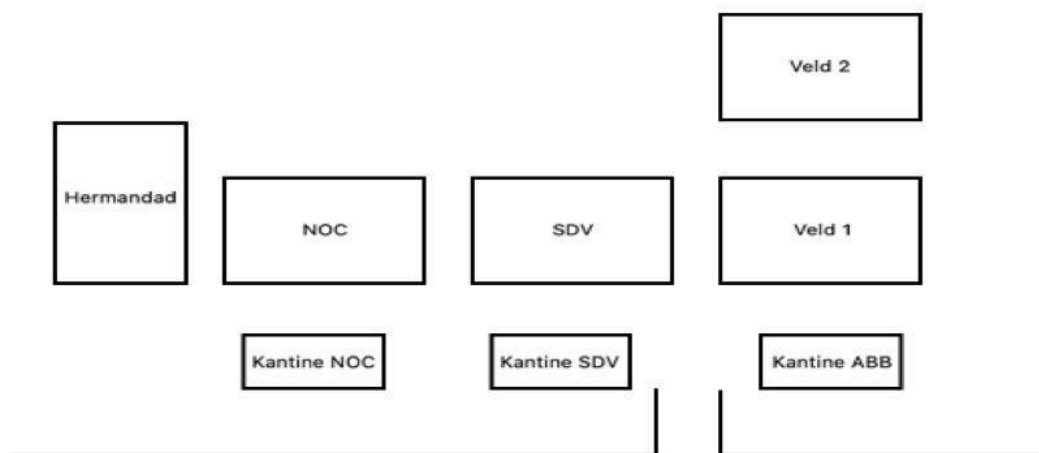 Veld 2
Hermandad
NOC
SDV
Veld 1
Kantine NOC
Kantine SDV
Kantine ABB